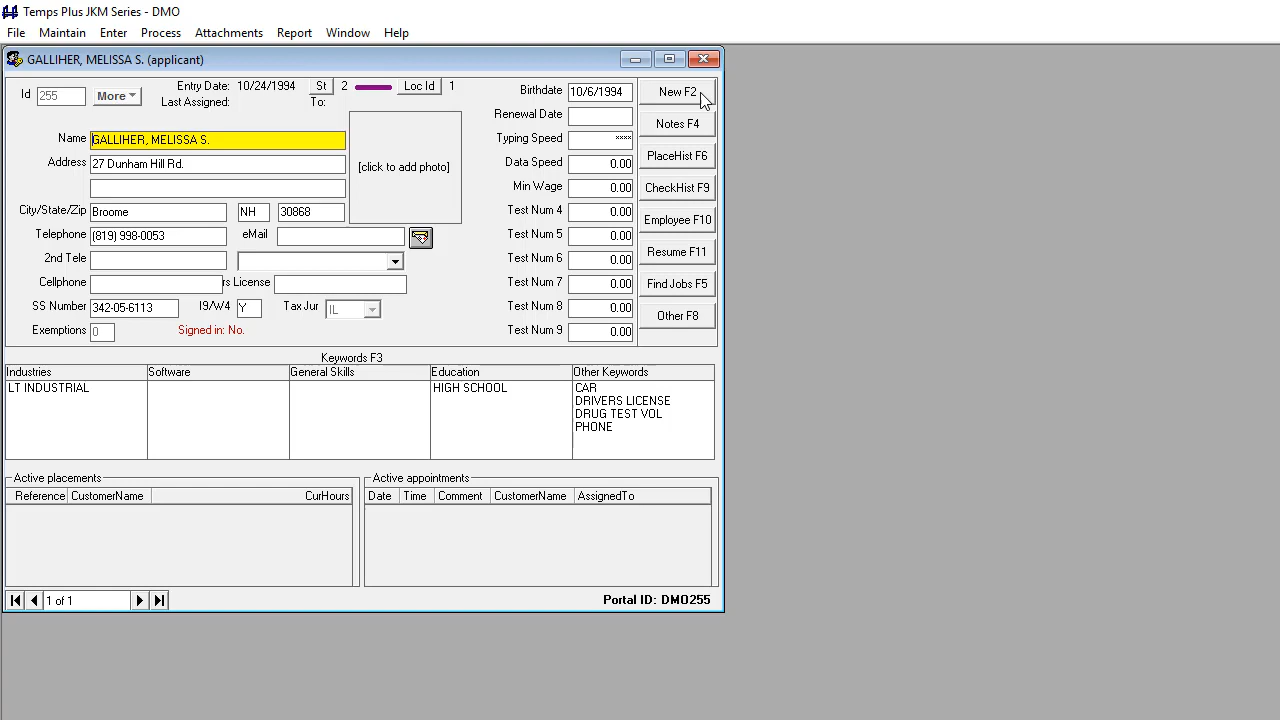 Temps Plus JKM Series - DMO
File Maintain Enter Process Attachments Report Window Help
GALLIHER, MELISSA S. (applicant)
Id 255 More Entry Date: 10/24/1994 St 2 Loc Id 1
Last Assigned: To:
Name GALLIHER, MELISSA S.
Address 27 Dunham Hill Rd.
City/State/Zip Broome NH 30868
Telephone (819) 998-0053 eMail
2nd Tele
Cellphone rs License
SS Number 342-05-6113 I9/W4 Y Tax Jur IL
Exemptions 0 Signed in: No.
[click to add photo]
Birthdate 10/6/1994
Renewal Date
Typing Speed ****
Data Speed 0.00
Min Wage 0.00
Test Num 4 0.00
Test Num 5 0.00
Test Num 6 0.00
Test Num 7 0.00
Test Num 8 0.00
Test Num 9 0.00
New F2
Notes F4
PlaceHist F6
CheckHist F9
Employee F10
Resume F11
Find Jobs F5
Other F8
Keywords F3
Industries Software General Skills Education Other Keywords
LT INDUSTRIAL HIGH SCHOOL CAR
DRIVERS LICENSE
DRUG TEST VOL
PHONE
Active placements
Reference CustomerName CurHours
Active appointments
Date Time Comment CustomerName AssignedTo
1 of 1
Portal ID: DMO255